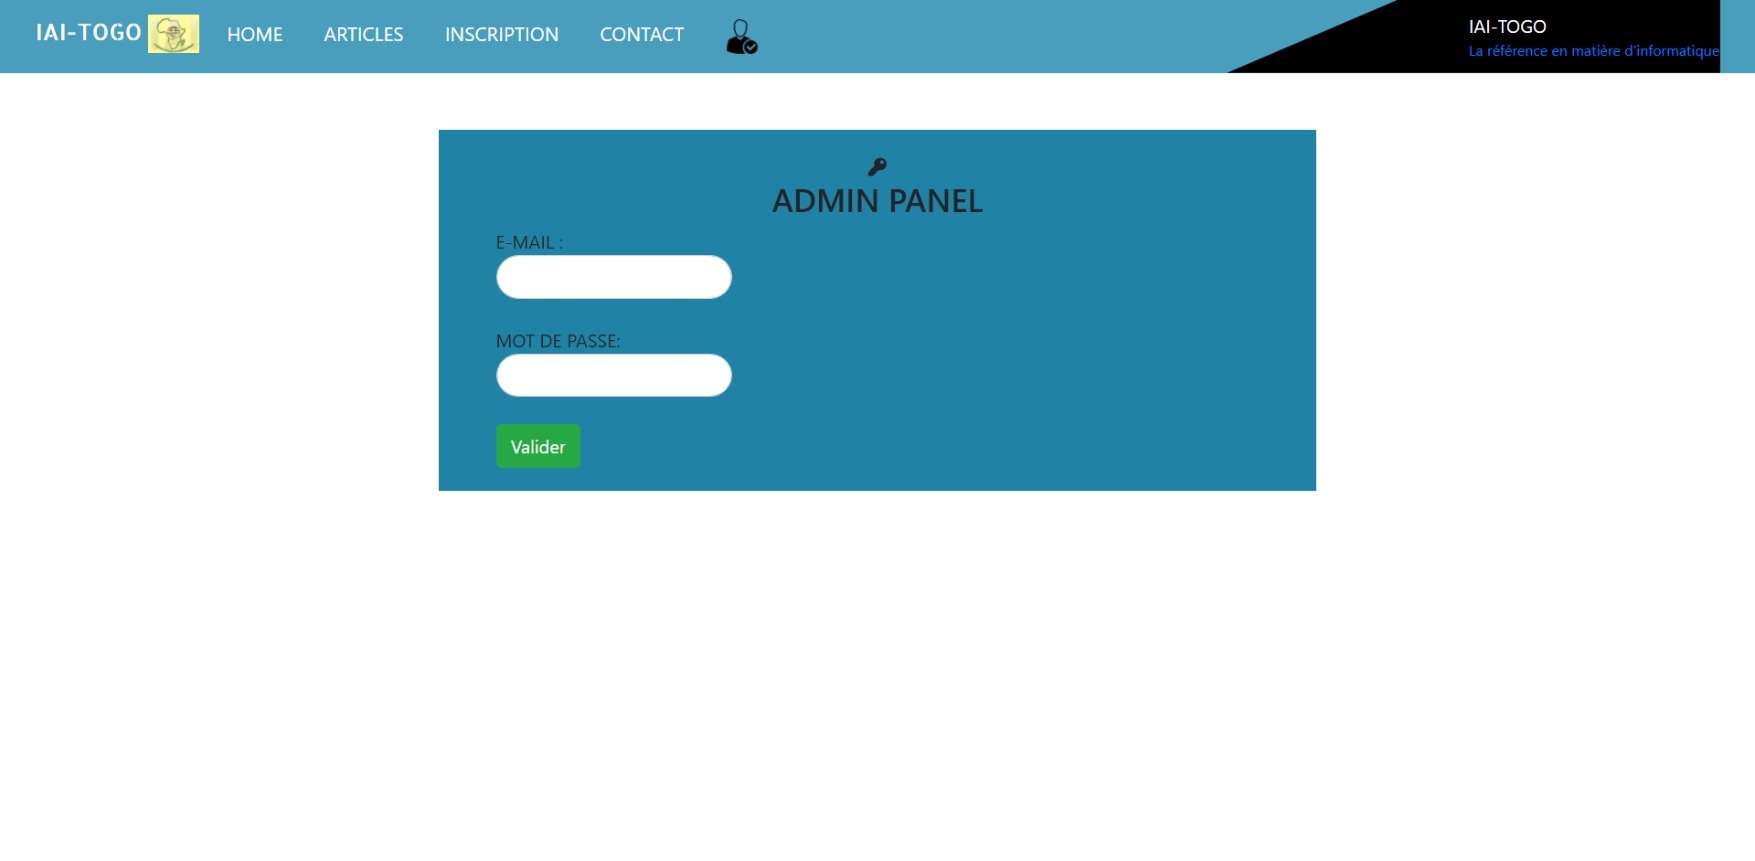 IAI-TOGO
HOME
ARTICLES
INSCRIPTION
CONTACT
IAI-TOGO
La référence en matière d'informatique
ADMIN PANEL
E-MAIL :
MOT DE PASSE:
Valider